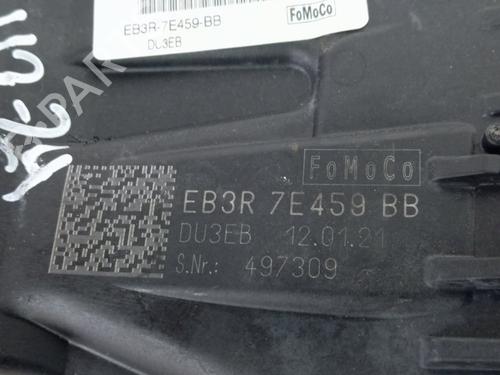 FoMoCo
EB3R-7E459-BB
DU3EB
FoMoCo
EB3R 7E459 BB
DU3EB 12.01.21
S.Nr.: 497309